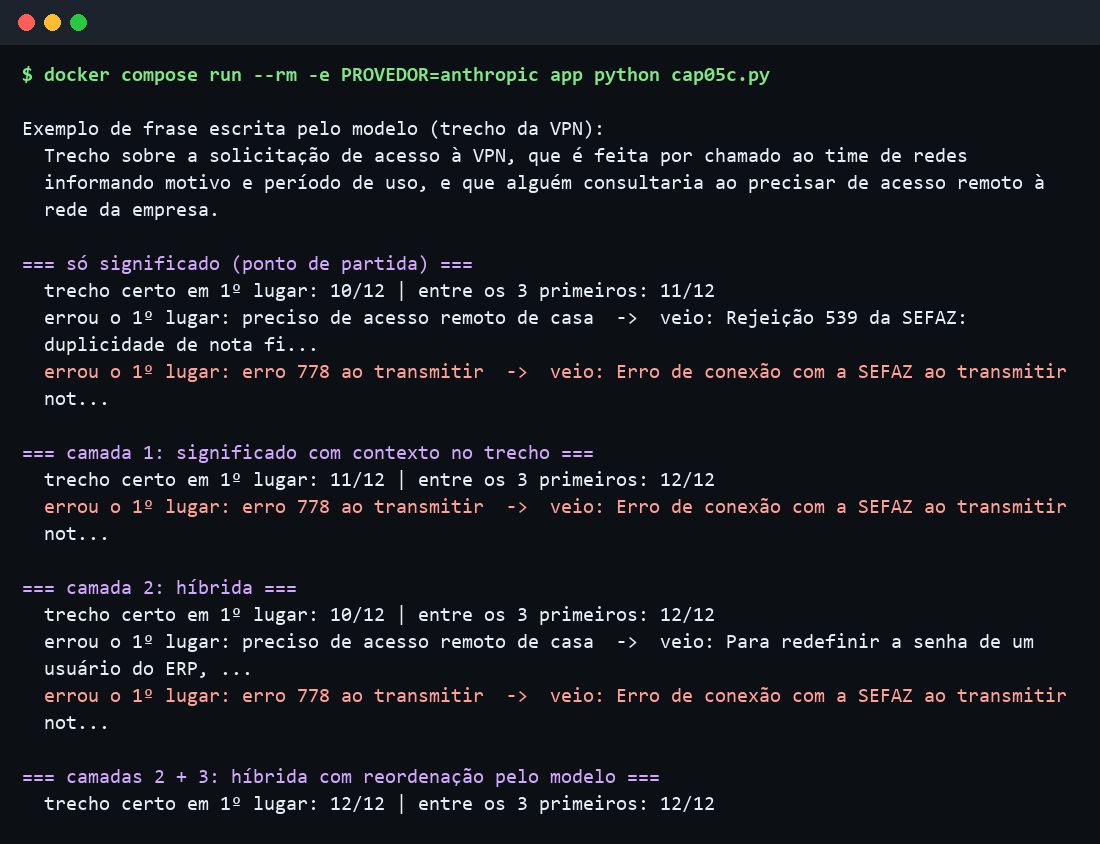 $ docker compose run --rm -e PROVEDOR=anthropic app python cap05c.py
Exemplo de frase escrita pelo modelo (trecho da VPN):
Trecho sobre a solicitação de acesso à VPN, que é feita por chamado ao time de redes
informando motivo e período de uso, e que alguém consultaria ao precisar de acesso remoto à
rede da empresa.
=== só significado (ponto de partida) ===
trecho certo em 1º lugar: 10/12 | entre os 3 primeiros: 11/12
errou o 1º lugar: preciso de acesso remoto de casa  ->  veio: Rejeição 539 da SEFAZ:
duplicidade de nota fi...
errou o 1º lugar: erro 778 ao transmitir  ->  veio: Erro de conexão com a SEFAZ ao transmitir
not...
=== camada 1: significado com contexto no trecho ===
trecho certo em 1º lugar: 11/12 | entre os 3 primeiros: 12/12
errou o 1º lugar: erro 778 ao transmitir  ->  veio: Erro de conexão com a SEFAZ ao transmitir
not...
=== camada 2: híbrida ===
trecho certo em 1º lugar: 10/12 | entre os 3 primeiros: 12/12
errou o 1º lugar: preciso de acesso remoto de casa  ->  veio: Para redefinir a senha de um
usuário do ERP, ...
errou o 1º lugar: erro 778 ao transmitir  ->  veio: Erro de conexão com a SEFAZ ao transmitir
not...
=== camadas 2 + 3: híbrida com reordenação pelo modelo ===
trecho certo em 1º lugar: 12/12 | entre os 3 primeiros: 12/12